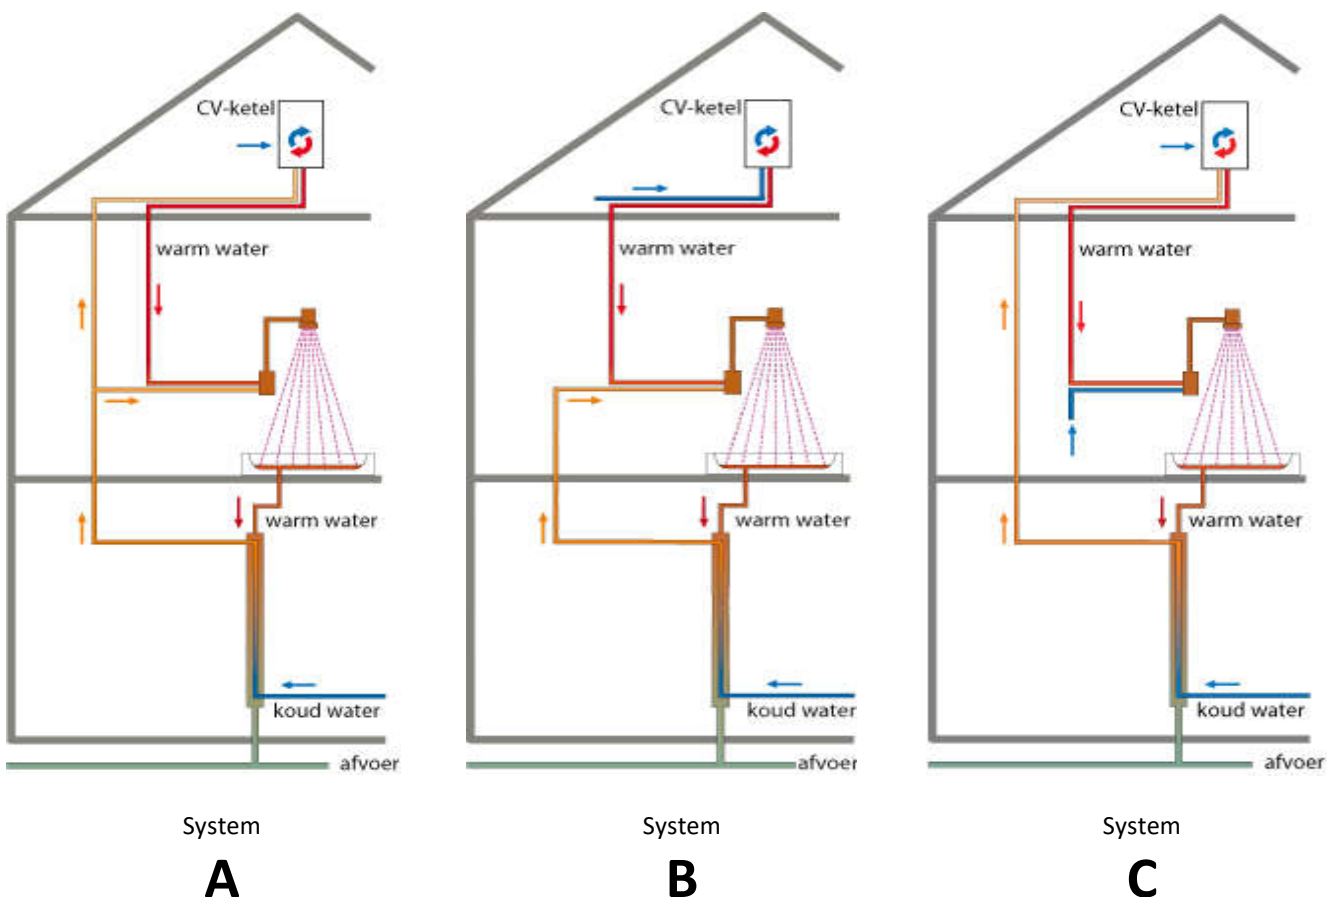 CV-ketel
warm water
warm water
koud water
afvoer
System
A
CV-ketel
warm water
warm water
koud water
afvoer
System
B
CV-ketel
warm water
warm water
koud water
afvoer
System
C